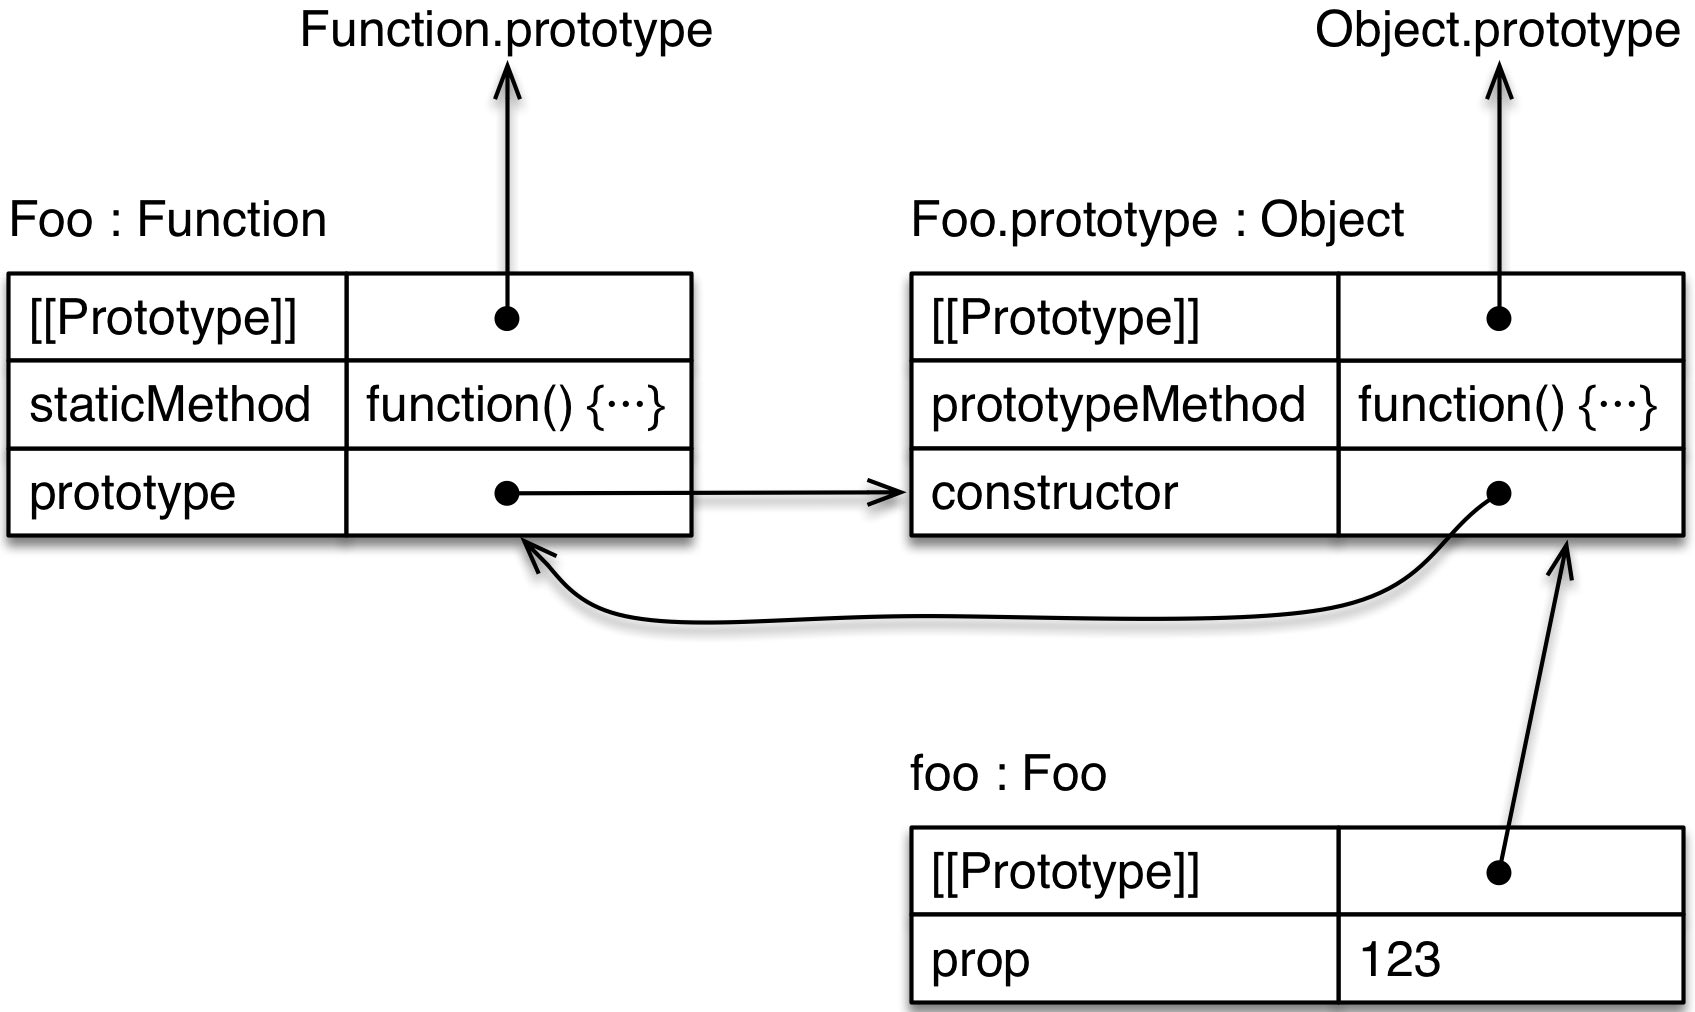 Function.prototype
Object.prototype
Foo : Function
[[Prototype]]
staticMethod function() {···}
prototype
Foo.prototype : Object
[[Prototype]]
prototypeMethod function() {···}
constructor
foo : Foo
[[Prototype]]
prop 123